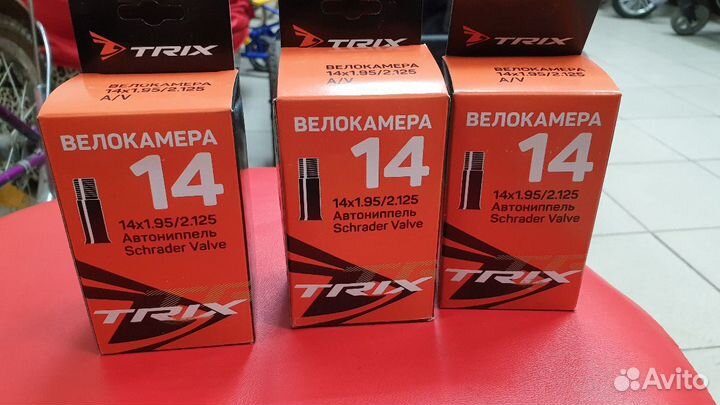 TRIX
ВЕЛОКАМЕРА
14x1.95/2.125
A/V
ВЕЛОКАМЕРА
14
14x1.95/2.125
Автониппель
Schrader Valve
TRIX
TRIX
ВЕЛОКАМЕРА
14x1.95/2.125
A/V
ВЕЛОКАМЕРА
14
14x1.95/2.125
Автониппель
Schrader Valve
TRIX
TRIX
ВЕЛОКАМЕРА
14x1.95/2.125
A/V
ВЕЛОКАМЕРА
14
14x1.95/2.125
Автониппель
Schrader Valve
TRIX
Avito